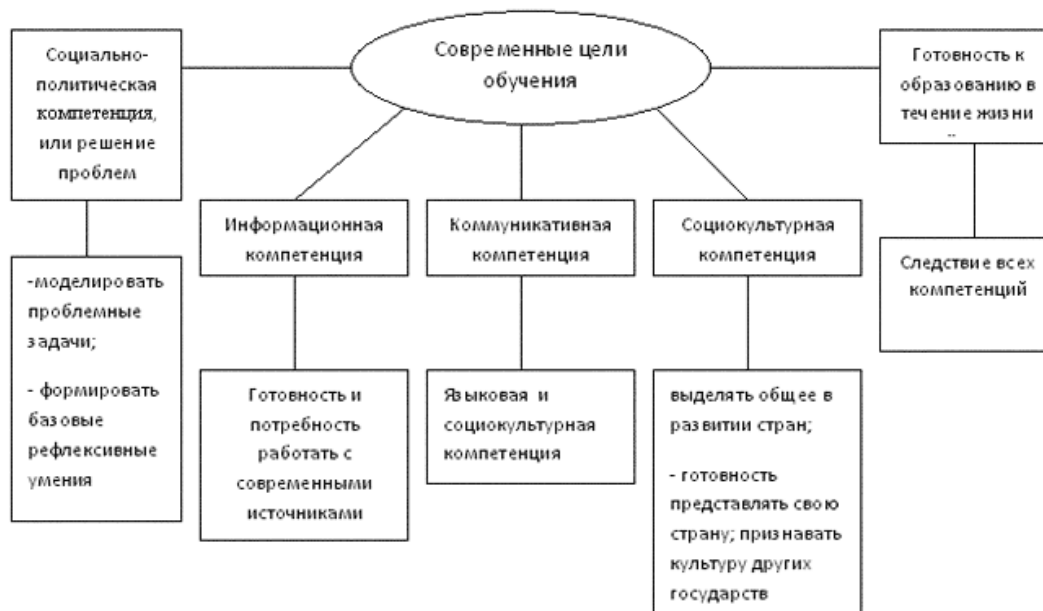 Современные цели
обучения
Социально-
политическая
компетенция,
или решение
проблем
Готовность к
образованию в
течение жизни
Информационная
компетенция
Коммуникативная
компетенция
Социокультурная
компетенция
Следствие всех
компетенций
-моделировать
проблемные
задачи;
- формировать
базовые
рефлексивные
умения
Готовность и
потребность
работать с
современными
источниками
Языковая и
социокультурная
компетенция
выделять общее в
развитии стран;
- готовность
представлять свою
страну; признавать
культуру других
государств